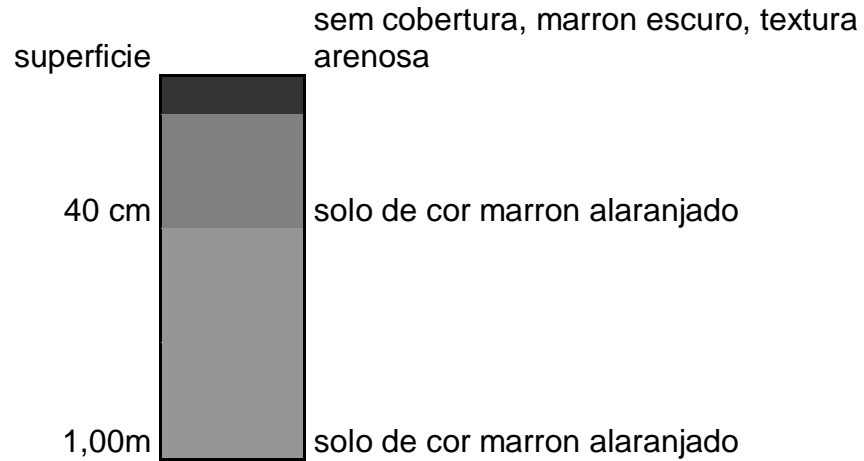 sem cobertura, marron escuro, textura
superficie arenosa
40 cm solo de cor marron alaranjado
1,00m solo de cor marron alaranjado